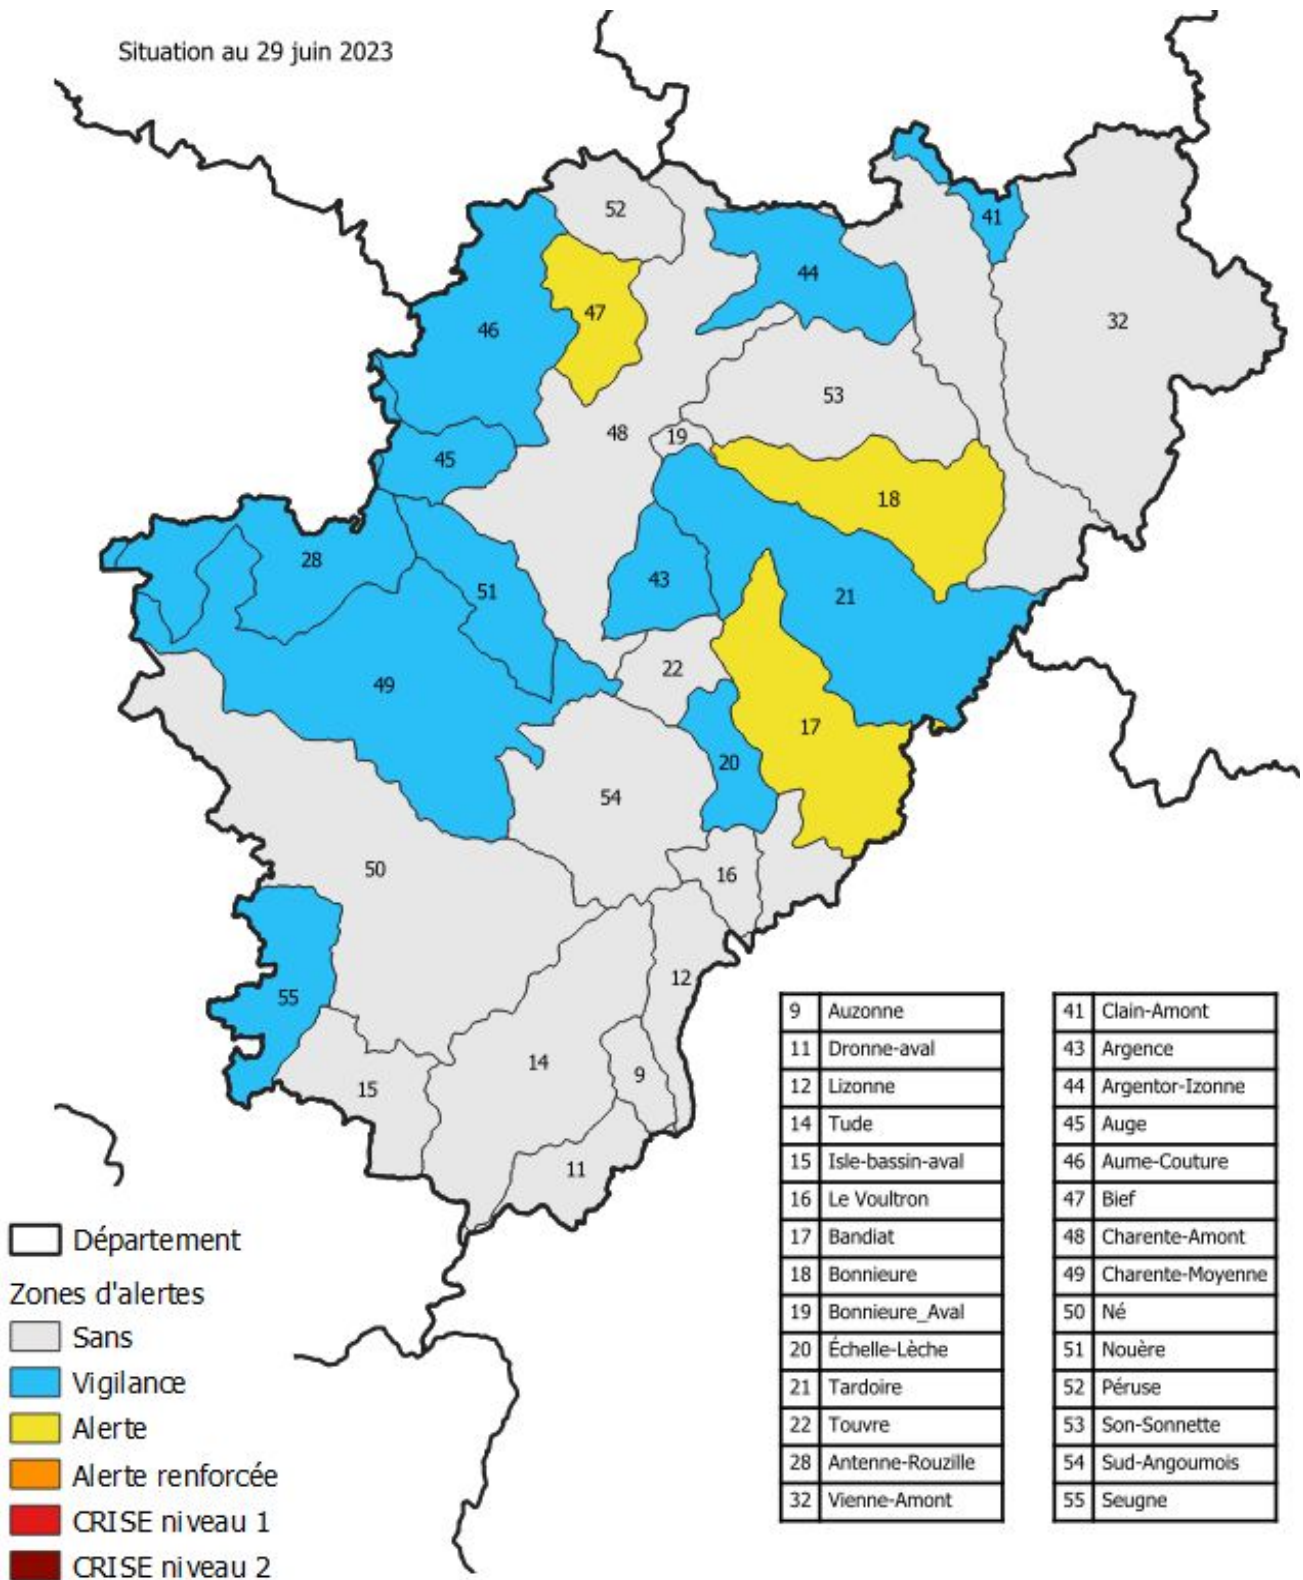 Situation au 29 juin 2023
52
41
44
47
46
32
53
48
19
45
18
28
51
43
21
22
49
17
20
54
50
16
12
55
14
9
15
11
9 Auzonne
11 Dronne-aval
12 Lizonne
14 Tude
15 Isle-bassin-aval
16 Le Voultron
17 Bandiat
18 Bonnieure
19 Bonnieure_Aval
20 Échelle-Lèche
21 Tardoire
22 Touvre
28 Antenne-Rouzille
32 Vienne-Amont
41 Clain-Amont
43 Argence
44 Argentor-Izonne
45 Auge
46 Aume-Couture
47 Bief
48 Charente-Amont
49 Charente-Moyenne
50 Né
51 Nouère
52 Péruse
53 Son-Sonnette
54 Sud-Angoumois
55 Seugne
Département
Zones d'alertes
Sans
Vigilance
Alerte
Alerte renforcée
CRISE niveau 1
CRISE niveau 2